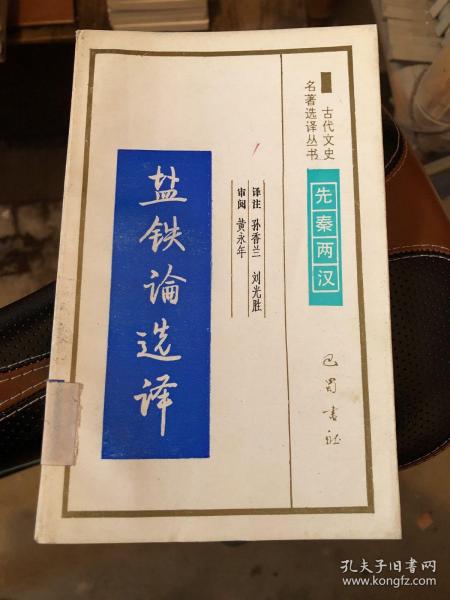 古代文史
名著选译丛书
先秦两汉
巴蜀书社
译注 孙香兰 刘光胜
审阅 黄永年
盐铁论选译
孔夫子旧书网
www.kongfz.com